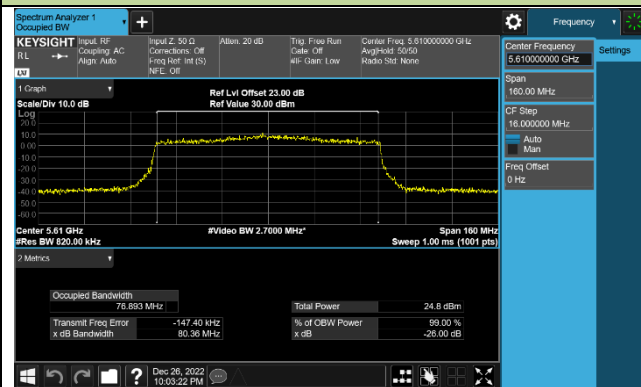 Spectrum Analyzer 1
Occupied BW
Frequency
KEYSIGHT
RL
LXI
Input: RF
Coupling: AC
Align: Auto
Input Z: 50 Ω
Corrections: Off
Freq Ref: Int (S)
NFE: Off
Atten: 20 dB
Trig: Free Run
Gate: Off
#IF Gain: Low
Center Freq: 5.610000000 GHz
Avg|Hold: 50/50
Radio Std: None
1 Graph
Scale/Div 10.0 dB
Ref Lvl Offset 23.00 dB
Ref Value 30.00 dBm
Log
20.0
10.0
0.00
-10.0
-20.0
-30.0
-40.0
-50.0
-60.0
Center 5.61 GHz
#Res BW 820.00 kHz
#Video BW 2.7000 MHz*
Span 160 MHz
Sweep 1.00 ms (1001 pts)
2 Metrics
Occupied Bandwidth
76.893 MHz
Transmit Freq Error -147.40 kHz
x dB Bandwidth 80.36 MHz
Total Power 24.8 dBm
% of OBW Power 99.00 %
x dB -26.00 dB
Dec 26, 2022
10:03:22 PM
Center Frequency
5.610000000 GHz
Span
160.00 MHz
CF Step
16.000000 MHz
Auto
Man
Freq Offset
0 Hz
Settings